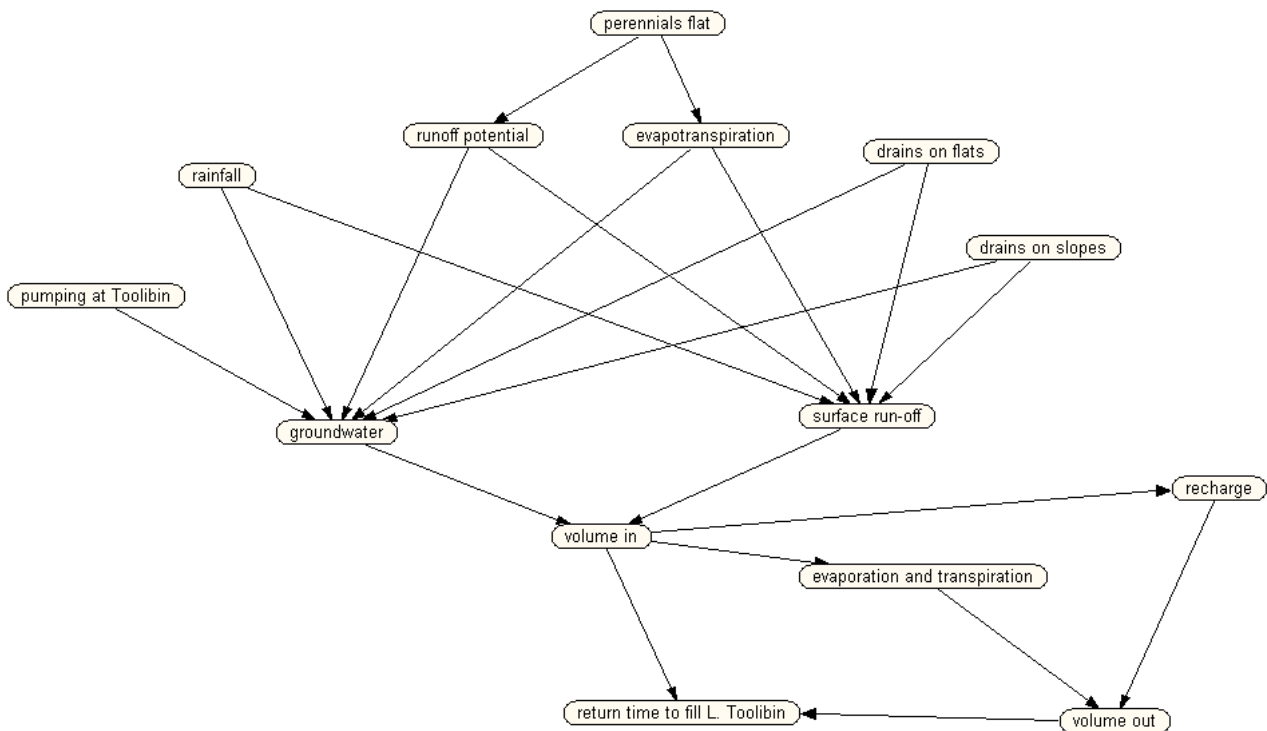 perennials flat
runoff potential
evapotranspiration
drains on flats
rainfall
drains on slopes
pumping at Toolibin
surface run-off
groundwater
recharge
volume in
evaporation and transpiration
return time to fill L. Toolibin
volume out